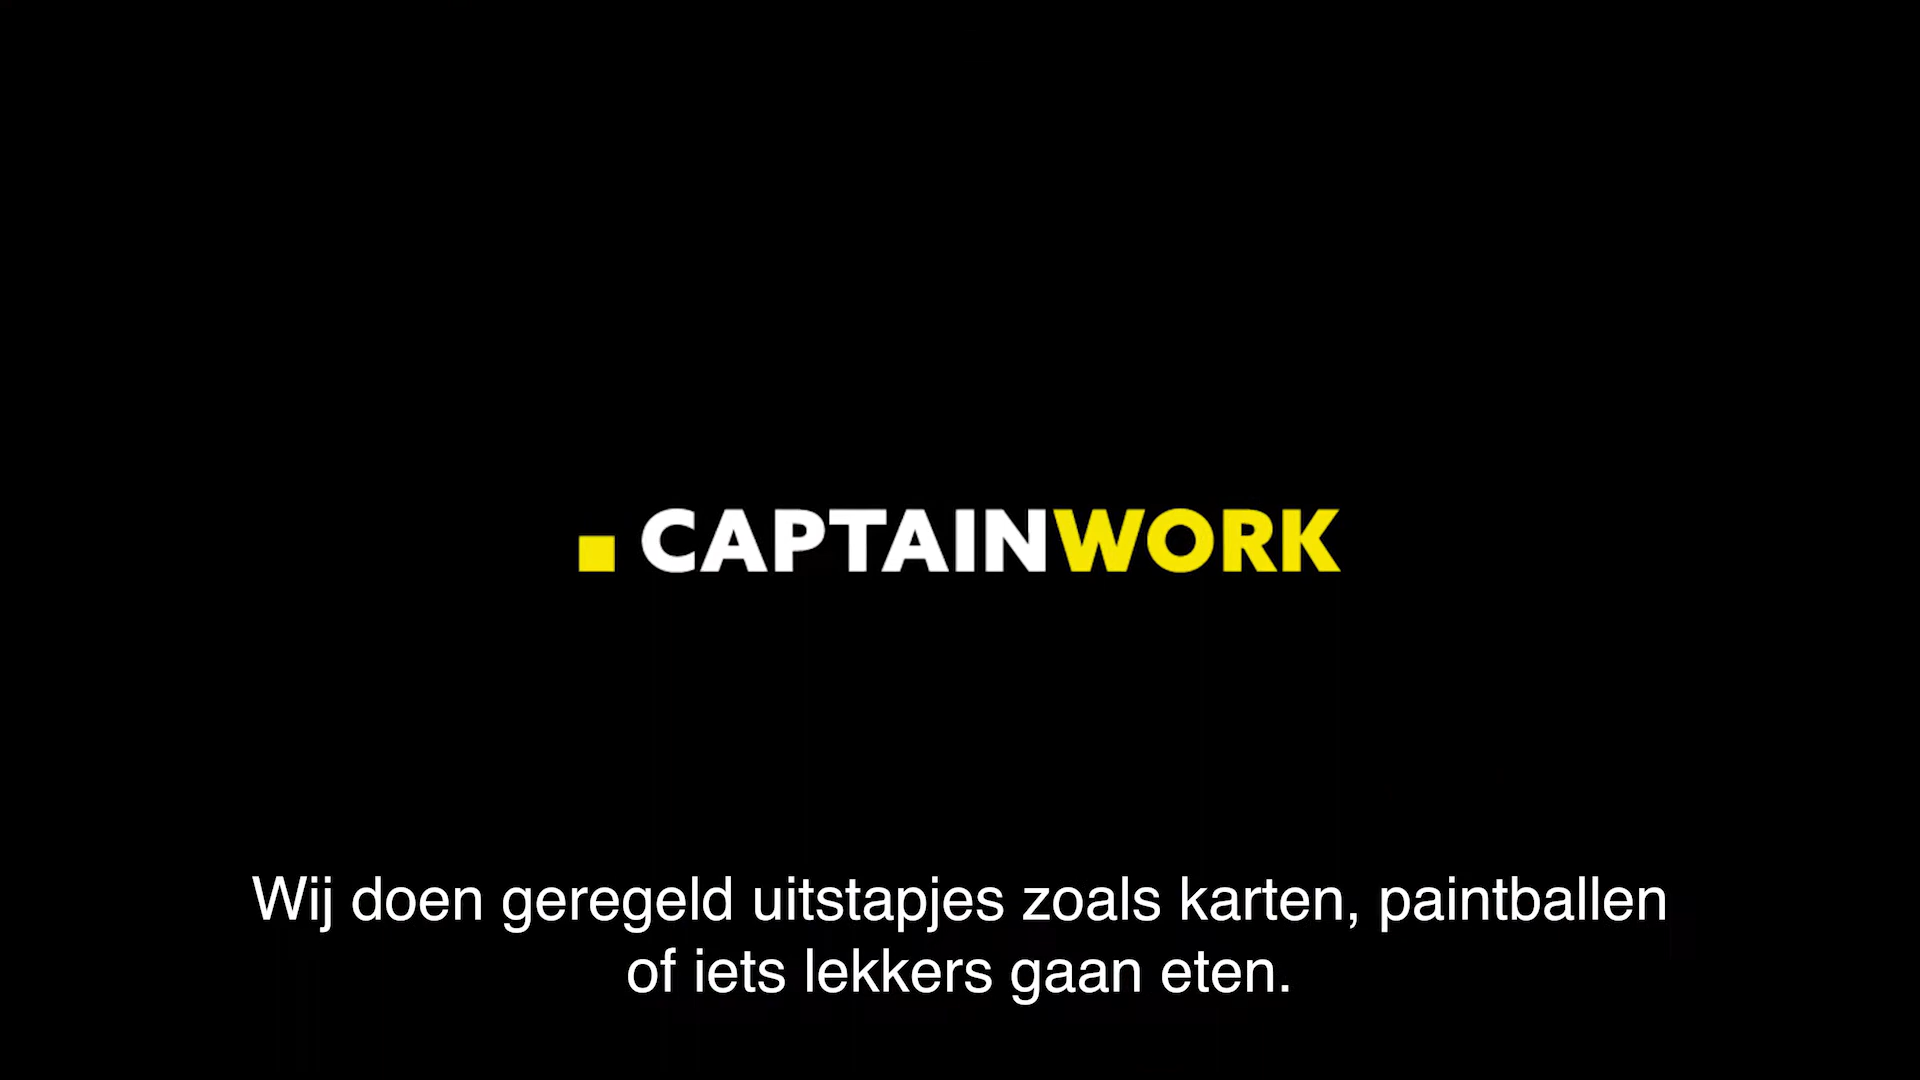 CAPTAINWORK
Wij doen geregeld uitstapjes zoals karten, paintballen
of iets lekkers gaan eten.